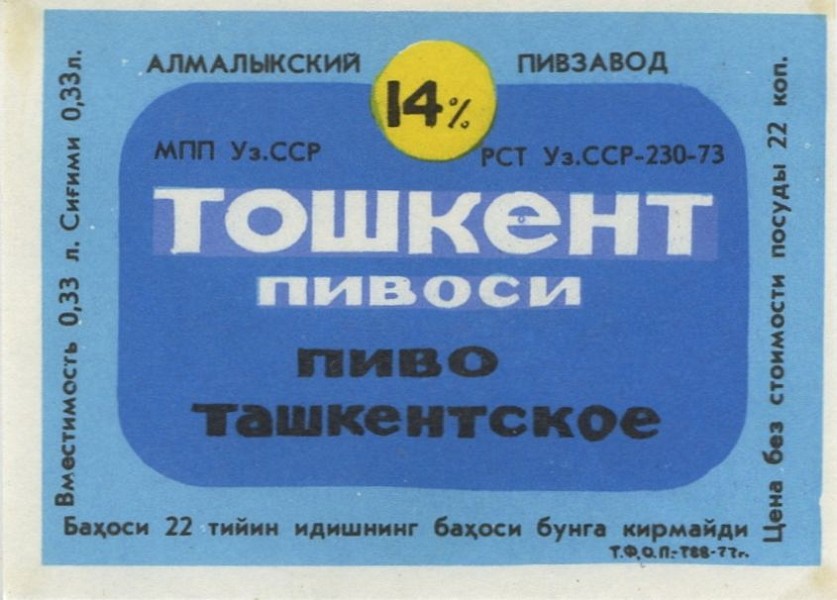 АЛМАЛЫКСКИЙ ПИВЗАВОД
14%
МПП Уз.ССР РСТ Уз.ССР-230-73
ТОШКЕНТ
ПИВОСИ
ПИВО
ТАШКЕНТСКОЕ
Вместимость 0,33 л. Сиғими 0,33л.
Цена без стоимости посуды 22 коп.
Баҳоси 22 тийин идишнинг баҳоси бунга кирмайди
Т.Ф.О.П.-Т88-77г.